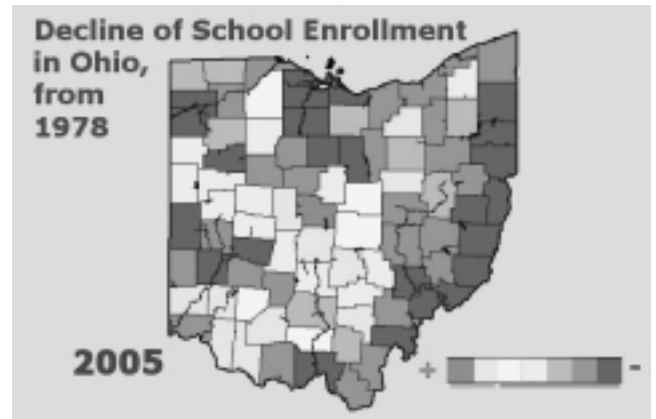 Decline of School Enrollment
in Ohio,
from
1978
2005
+ -